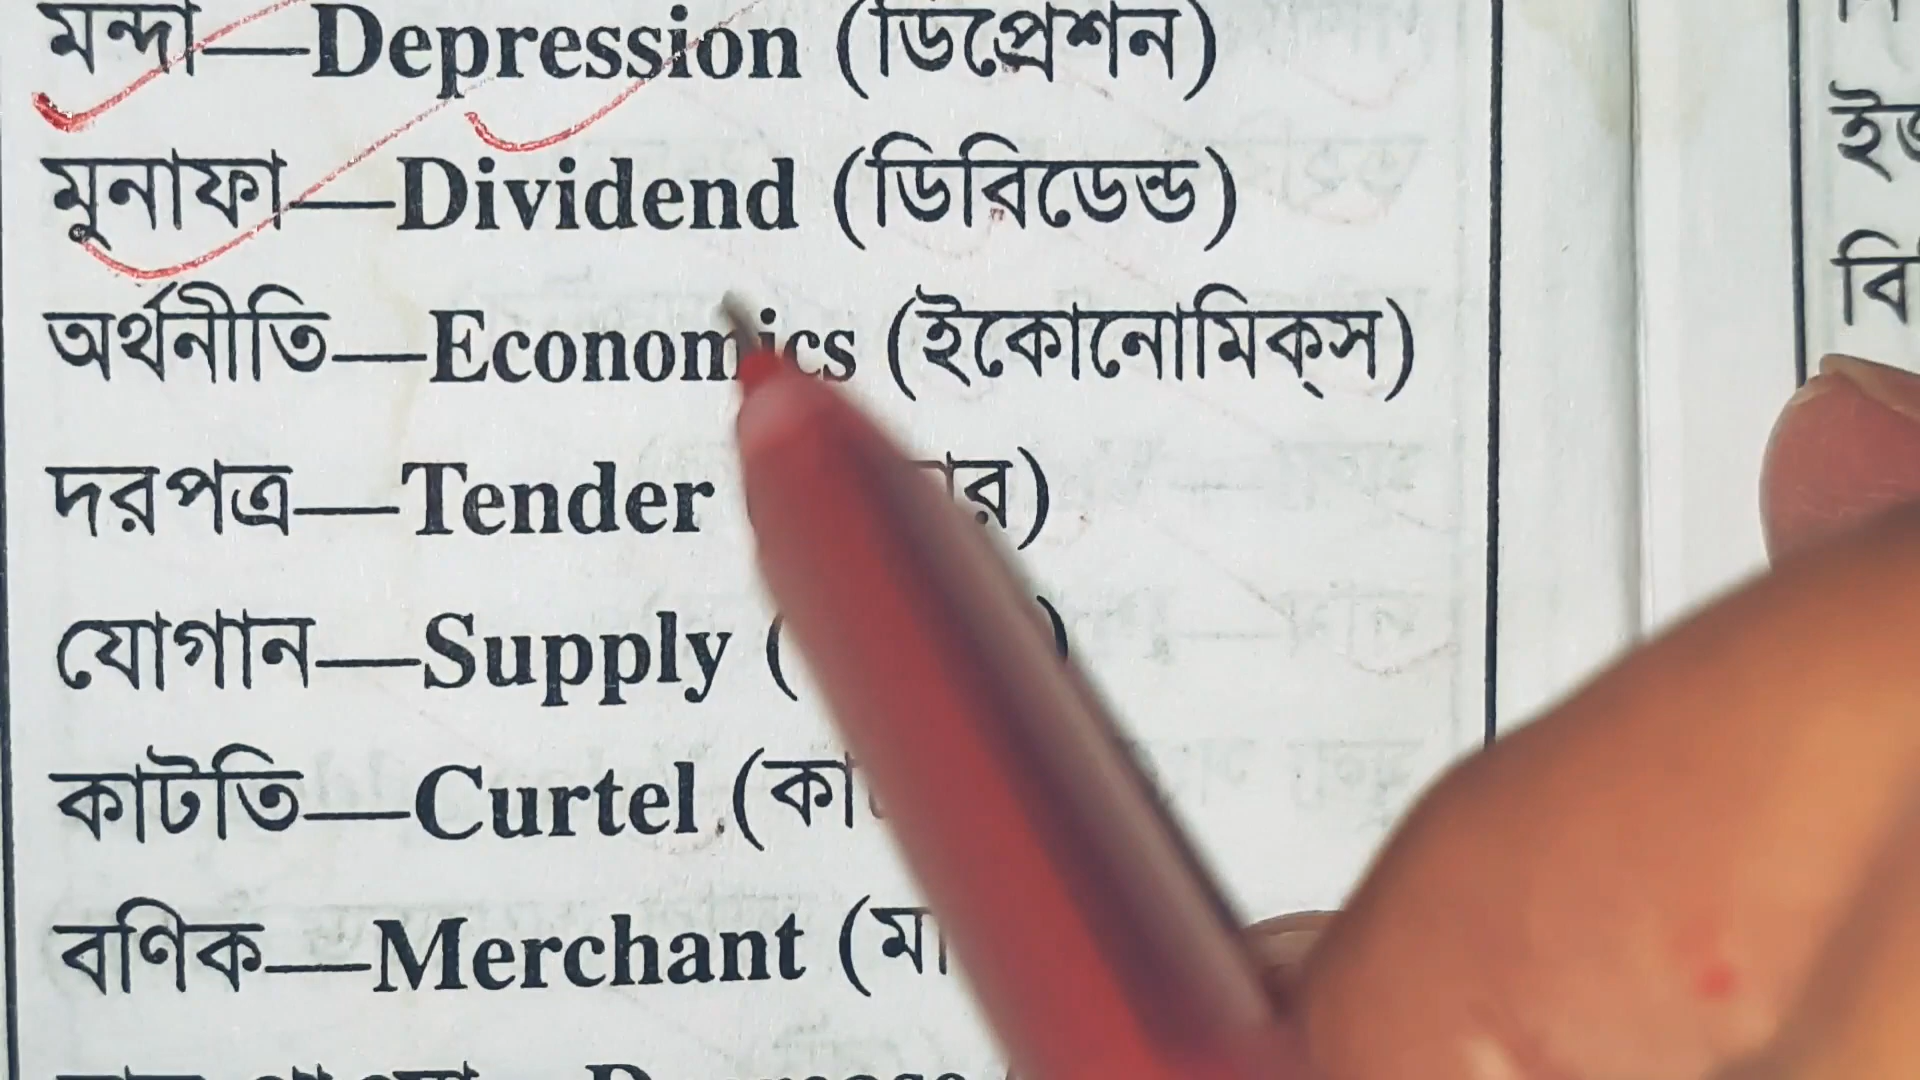 মন্দা—Depression (ডিপ্রেশন)
মুনাফা—Dividend (ডিবিডেন্ড)
অর্থনীতি—Economics (ইকোনোমিক্‌স)
দরপত্র—Tender
যোগান—Supply (
কাটতি—Curtel (কা
বণিক—Merchant (মা